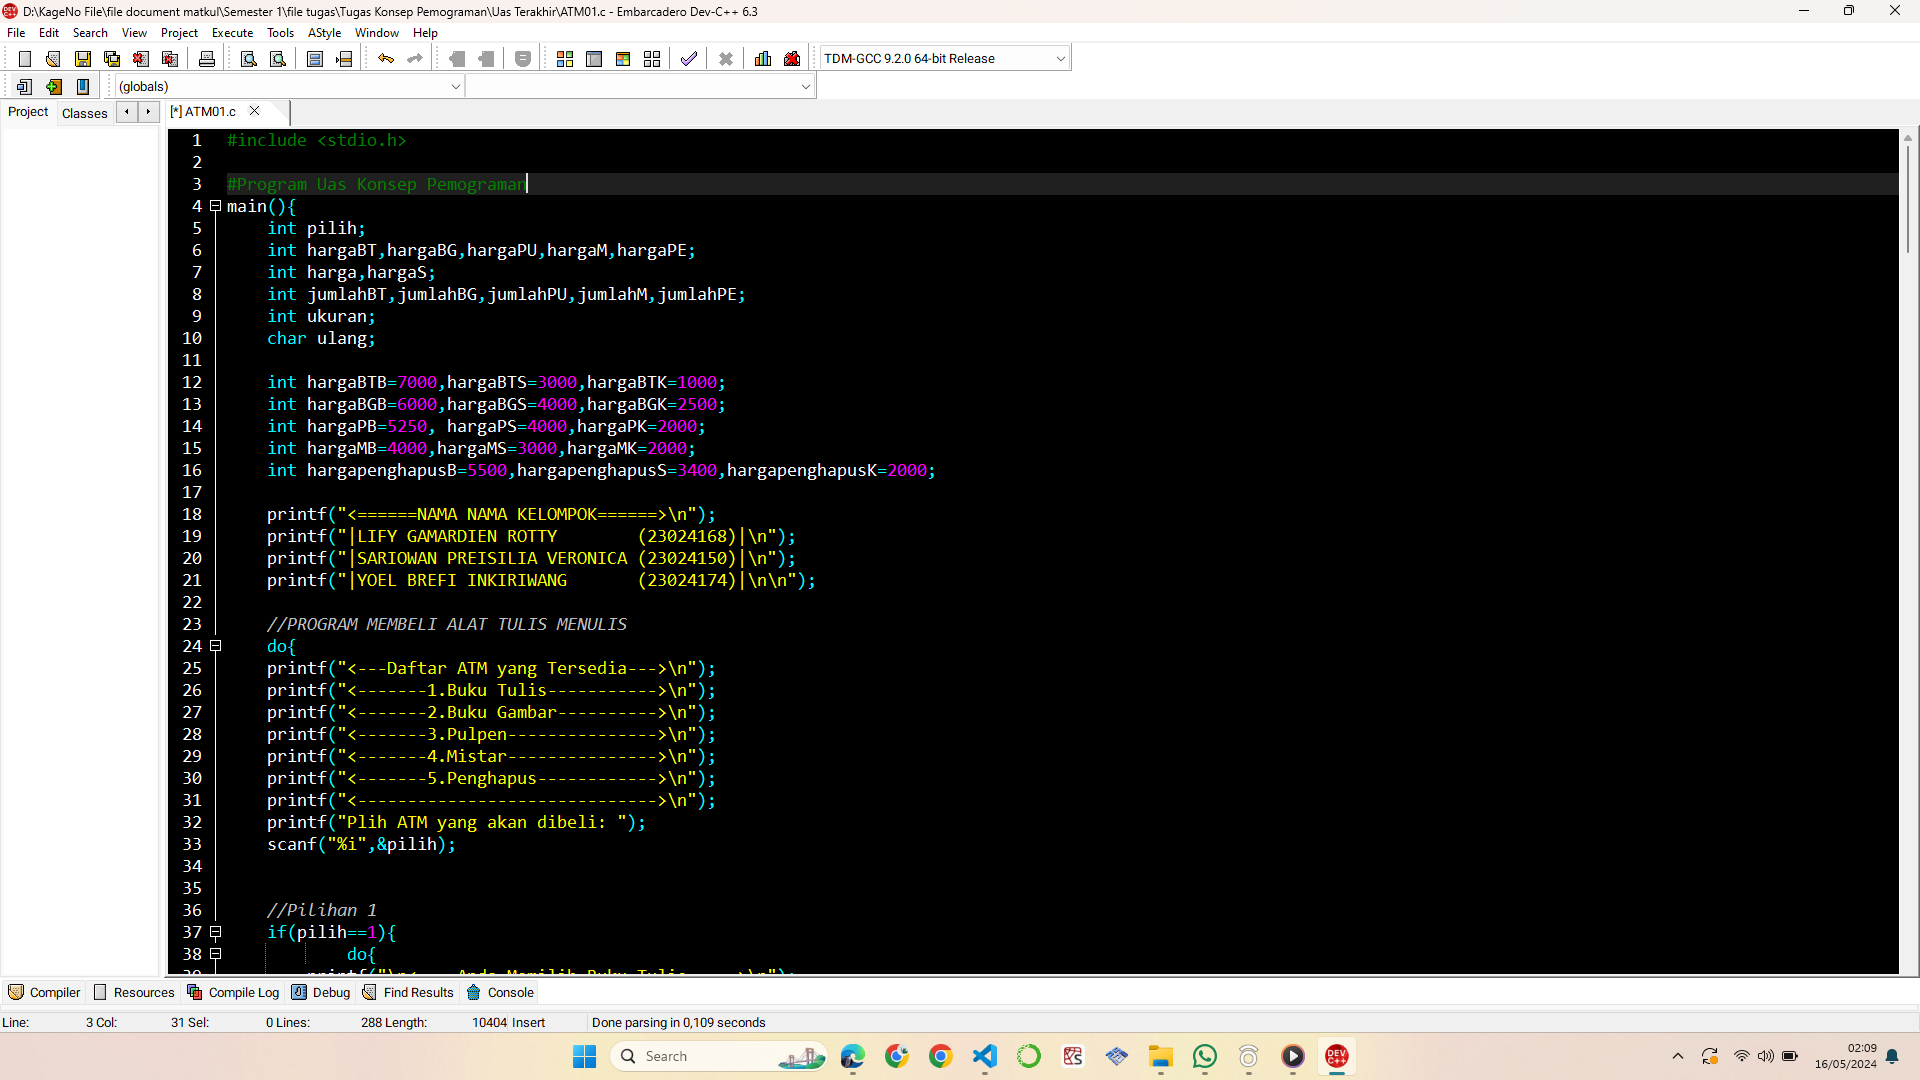 D:\KageNo File\file document matkul\Semester 1\file tugas\Tugas Konsep Pemograman\Uas Terakhir\ATM01.c - Embarcadero Dev-C++ 6.3
File Edit Search View Project Execute Tools AStyle Window Help
TDM-GCC 9.2.0 64-bit Release
(globals)
Project Classes [*] ATM01.c
1 #include <stdio.h>
2
3 #Program Uas Konsep Pemograman
4 main(){
5 int pilih;
6 int hargaBT,hargaBG,hargaPU,hargaM,hargaPE;
7 int harga,hargaS;
8 int jumlahBT,jumlahBG,jumlahPU,jumlahM,jumlahPE;
9 int ukuran;
10 char ulang;
11
12 int hargaBTB=7000,hargaBTS=3000,hargaBTK=1000;
13 int hargaBGB=6000,hargaBGS=4000,hargaBGK=2500;
14 int hargaPB=5250, hargaPS=4000,hargaPK=2000;
15 int hargaMB=4000,hargaMS=3000,hargaMK=2000;
16 int hargapenghapusB=5500,hargapenghapusS=3400,hargapenghapusK=2000;
17
18 printf("<======NAMA NAMA KELOMPOK======>\n");
19 printf("|LIFY GAMARDIEN ROTTY        (23024168)|\n");
20 printf("|SARIOWAN PREISILIA VERONICA (23024150)|\n");
21 printf("|YOEL BREFI INKIRIWANG       (23024174)|\n\n");
22
23 //PROGRAM MEMBELI ALAT TULIS MENULIS
24 do{
25 printf("<---Daftar ATM yang Tersedia--->\n");
26 printf("<-------1.Buku Tulis----------->\n");
27 printf("<-------2.Buku Gambar---------->\n");
28 printf("<-------3.Pulpen--------------->\n");
29 printf("<-------4.Mistar--------------->\n");
30 printf("<-------5.Penghapus------------>\n");
31 printf("<------------------------------>\n");
32 printf("Plih ATM yang akan dibeli: ");
33 scanf("%i",&pilih);
34
35
36 //Pilihan 1
37 if(pilih==1){
38 do{
39 printf("\n<----Anda Memilih Buku Tulis----->\n");
Compiler Resources Compile Log Debug Find Results Console
Line: 3 Col: 31 Sel: 0 Lines: 288 Length: 10404 Insert Done parsing in 0,109 seconds
Search
DEV C++
02:09
16/05/2024